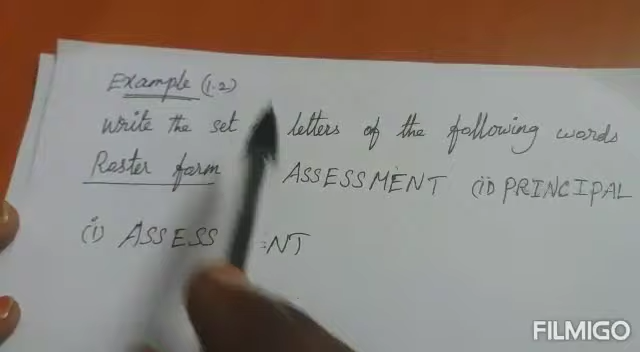 Example (1.2)
Write the set letters of the following words
Roster form ASSESSMENT (ii) PRINCIPAL
(i) ASSESS NT
FILMIGO